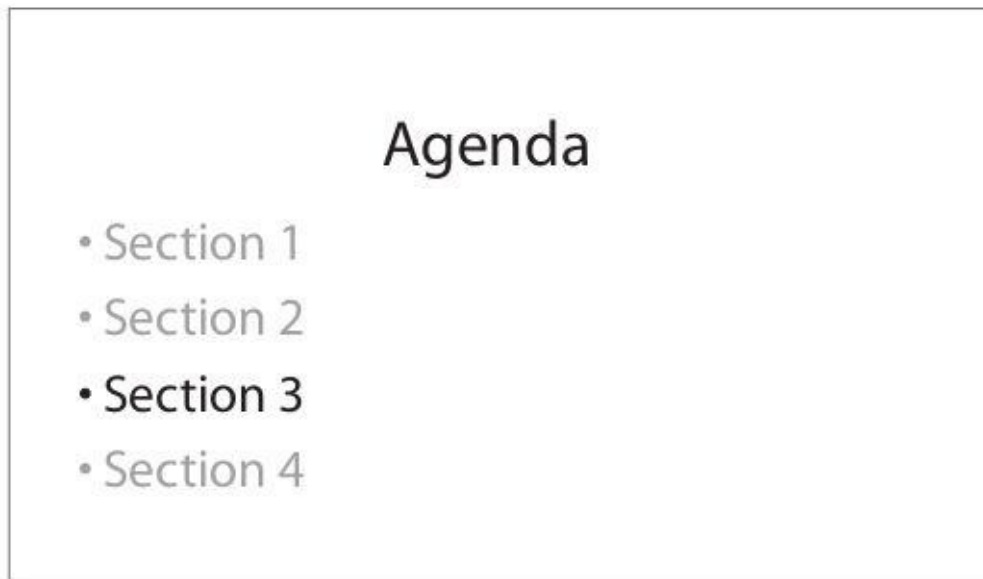 Agenda
• Section 1
• Section 2
• Section 3
• Section 4